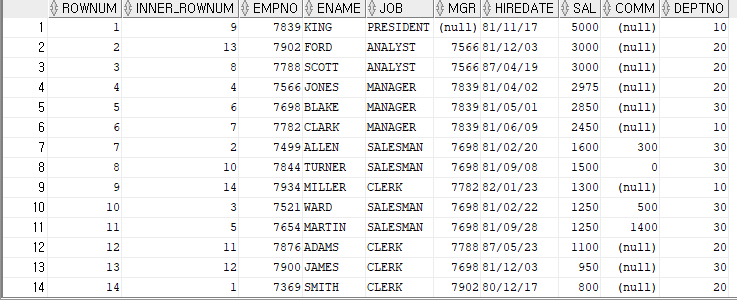 ROWNUM INNER_ROWNUM EMPNO ENAME JOB MGR HIREDATE SAL COMM DEPTNO
1 1 9 7839 KING PRESIDENT (null) 81/11/17 5000 (null) 10
2 2 13 7902 FORD ANALYST 7566 81/12/03 3000 (null) 20
3 3 8 7788 SCOTT ANALYST 7566 87/04/19 3000 (null) 20
4 4 4 7566 JONES MANAGER 7839 81/04/02 2975 (null) 20
5 5 6 7698 BLAKE MANAGER 7839 81/05/01 2850 (null) 30
6 6 7 7782 CLARK MANAGER 7839 81/06/09 2450 (null) 10
7 7 2 7499 ALLEN SALESMAN 7698 81/02/20 1600 300 30
8 8 10 7844 TURNER SALESMAN 7698 81/09/08 1500 0 30
9 9 14 7934 MILLER CLERK 7782 82/01/23 1300 (null) 10
10 10 3 7521 WARD SALESMAN 7698 81/02/22 1250 500 30
11 11 5 7654 MARTIN SALESMAN 7698 81/09/28 1250 1400 30
12 12 11 7876 ADAMS CLERK 7788 87/05/23 1100 (null) 20
13 13 12 7900 JAMES CLERK 7698 81/12/03 950 (null) 30
14 14 1 7369 SMITH CLERK 7902 80/12/17 800 (null) 20